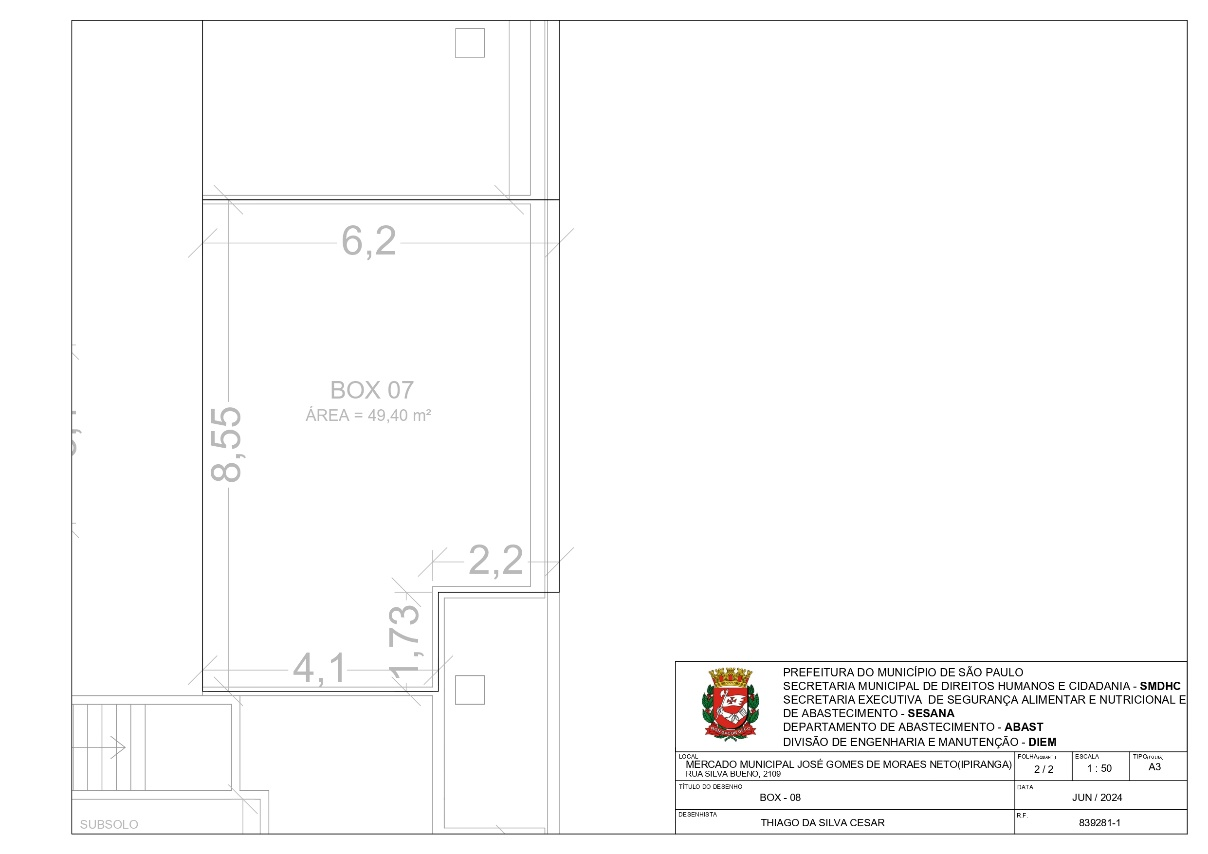 6,2
BOX 07
ÁREA = 49,40 m²
8,55
2,2
1,73
4,1
SUBSOLO
PREFEITURA DO MUNICÍPIO DE SÃO PAULO
SECRETARIA MUNICIPAL DE DIREITOS HUMANOS E CIDADANIA - SMDHC
SECRETARIA EXECUTIVA DE SEGURANÇA ALIMENTAR E NUTRICIONAL E
DE ABASTECIMENTO - SESANA
DEPARTAMENTO DE ABASTECIMENTO - ABAST
DIVISÃO DE ENGENHARIA E MANUTENÇÃO - DIEM
LOCAL
MERCADO MUNICIPAL JOSÉ GOMES DE MORAES NETO(IPIRANGA)
RUA SILVA BUENO, 2109
FOLHA
2 / 2
ESCALA
1 : 50
TIPO
A3
TÍTULO DO DESENHO
BOX - 08
DATA
JUN / 2024
DESENHISTA
THIAGO DA SILVA CESAR
R.F.
839281-1